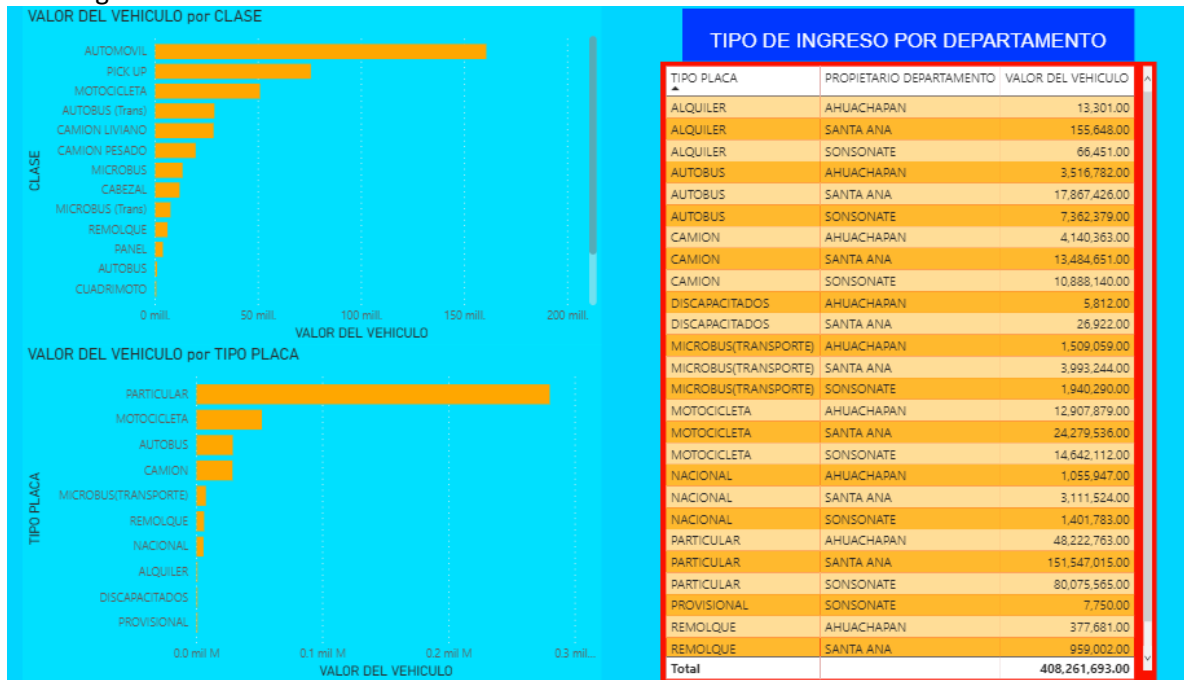 VALOR DEL VEHICULO por CLASE
AUTOMOVIL
PICK UP
MOTOCICLETA
AUTOBUS (Trans)
CAMION LIVIANO
CAMION PESADO
MICROBUS
CABEZAL
MICROBUS (Trans)
REMOLQUE
PANEL
AUTOBUS
CUADRIMOTO
CLASE
0 mill. 50 mill. 100 mill. 150 mill. 200 mill.
VALOR DEL VEHICULO
VALOR DEL VEHICULO por TIPO PLACA
PARTICULAR
MOTOCICLETA
AUTOBUS
CAMION
MICROBUS(TRANSPORTE)
REMOLQUE
NACIONAL
ALQUILER
DISCAPACITADOS
PROVISIONAL
TIPO PLACA
0.0 mil M 0.1 mil M 0.2 mil M 0.3 mil...
VALOR DEL VEHICULO
TIPO DE INGRESO POR DEPARTAMENTO
TIPO PLACA PROPIETARIO DEPARTAMENTO VALOR DEL VEHICULO
ALQUILER AHUACHAPAN 13,301.00
ALQUILER SANTA ANA 155,648.00
ALQUILER SONSONATE 66,451.00
AUTOBUS AHUACHAPAN 3,516,782.00
AUTOBUS SANTA ANA 17,867,426.00
AUTOBUS SONSONATE 7,362,379.00
CAMION AHUACHAPAN 4,140,363.00
CAMION SANTA ANA 13,484,651.00
CAMION SONSONATE 10,888,140.00
DISCAPACITADOS AHUACHAPAN 5,812.00
DISCAPACITADOS SANTA ANA 26,922.00
MICROBUS(TRANSPORTE) AHUACHAPAN 1,509,059.00
MICROBUS(TRANSPORTE) SANTA ANA 3,993,244.00
MICROBUS(TRANSPORTE) SONSONATE 1,940,290.00
MOTOCICLETA AHUACHAPAN 12,907,879.00
MOTOCICLETA SANTA ANA 24,279,536.00
MOTOCICLETA SONSONATE 14,642,112.00
NACIONAL AHUACHAPAN 1,055,947.00
NACIONAL SANTA ANA 3,111,524.00
NACIONAL SONSONATE 1,401,783.00
PARTICULAR AHUACHAPAN 48,222,763.00
PARTICULAR SANTA ANA 151,547,015.00
PARTICULAR SONSONATE 80,075,565.00
PROVISIONAL SONSONATE 7,750.00
REMOLQUE AHUACHAPAN 377,681.00
REMOLQUE SANTA ANA 959,002.00
Total 408,261,693.00